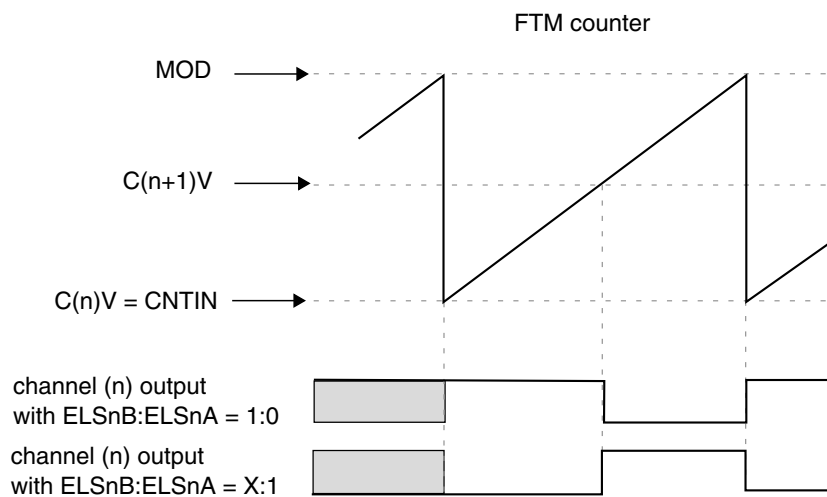 FTM counter
MOD
C(n+1)V
C(n)V = CNTIN
channel (n) output
with ELSnB:ELSnA = 1:0
channel (n) output
with ELSnB:ELSnA = X:1